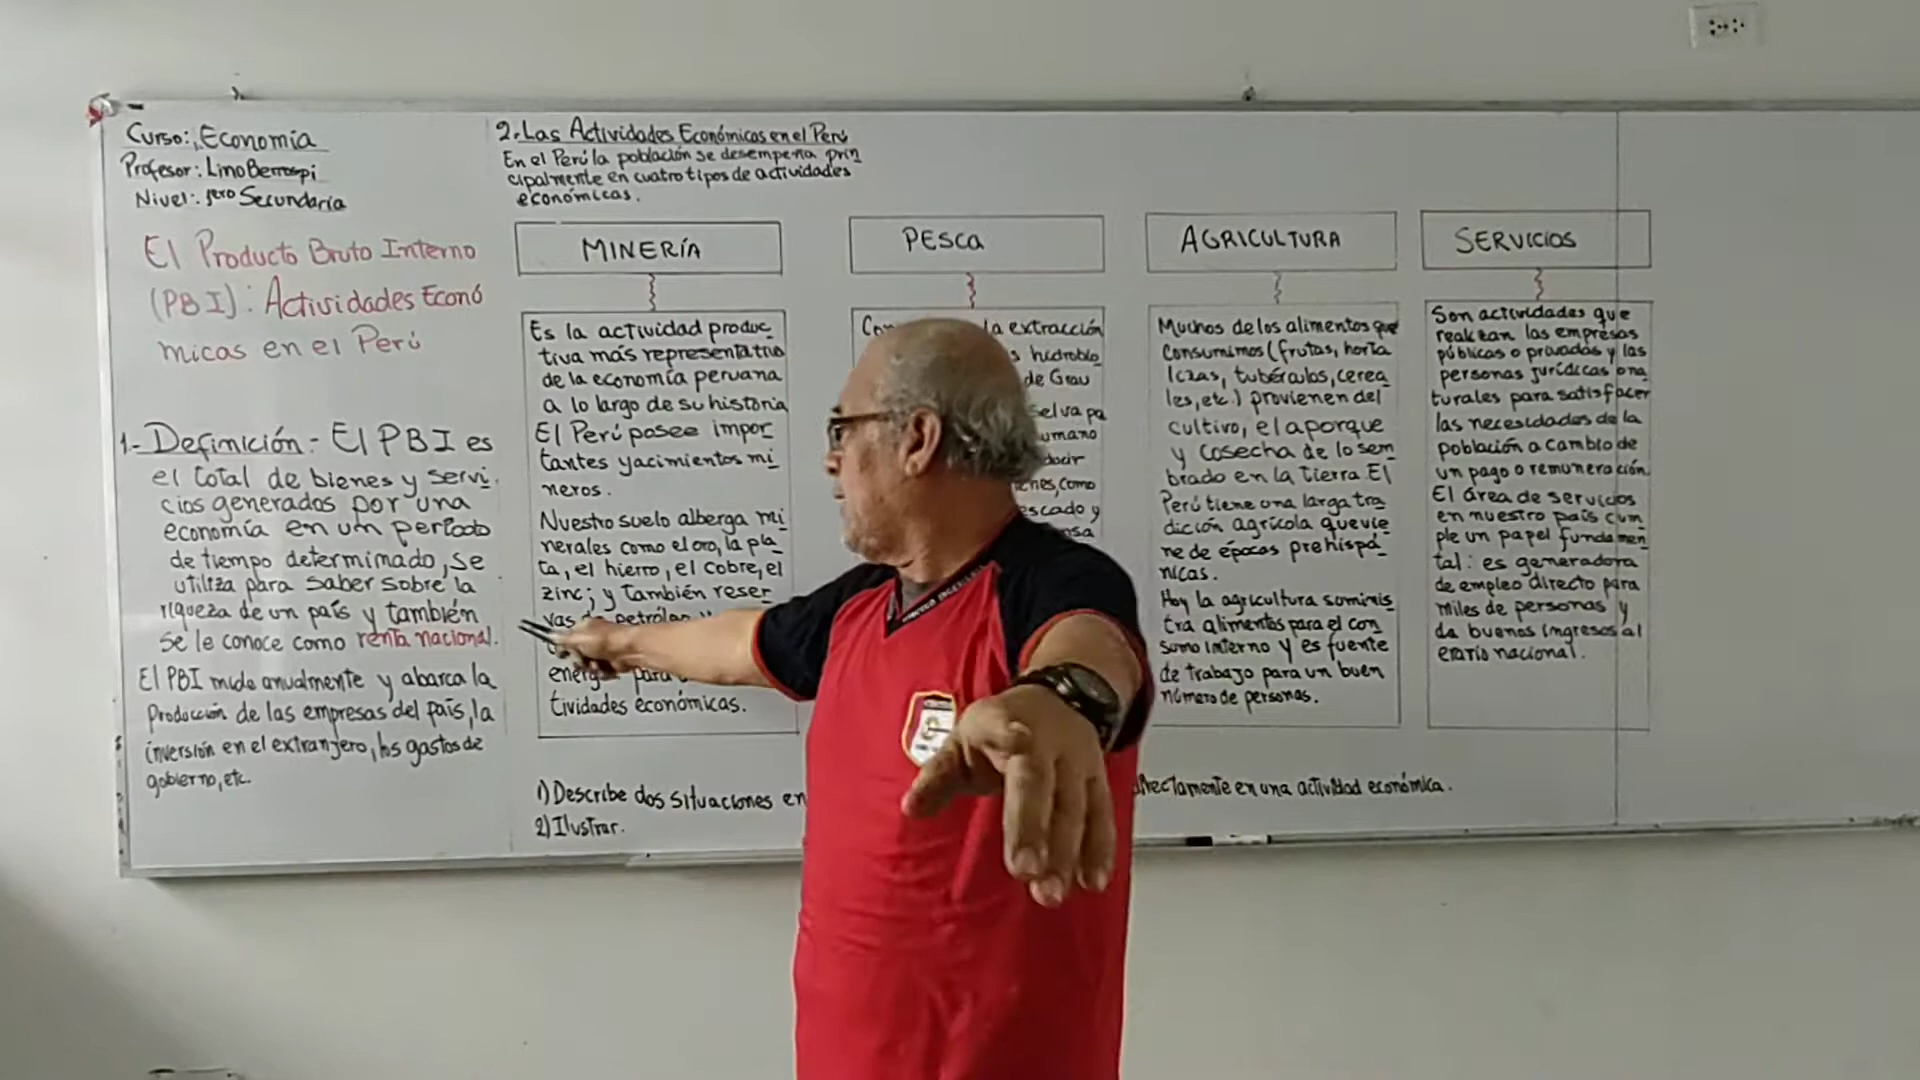 Curso: Economía
Profesor: Lino Berrospi
Nivel: 1ero Secundaria
El Producto Bruto Interno
(PBI): Actividades Econó
micas en el Perú
1.- Definición:- El PBI es
el total de bienes y servi
cios generados por una
economía en un período
de tiempo determinado, se
utiliza para saber sobre la
riqueza de un país y también
se le conoce como renta nacional.
El PBI mide anualmente y abarca la
Producción de las empresas del país, la
inversión en el extranjero, los gastos de
gobierno, etc.
2.- Las Actividades Económicas en el Perú
En el Perú la población se desempeña prin
cipalmente en cuatro tipos de actividades
económicas.
MINERÍA
Es la actividad produc
tiva más representativa
de la economía peruana
a lo largo de su historia
El Perú posee impor
tantes yacimientos mi
neros.
Nuestro suelo alberga mi
nerales como el oro, la pla
ta, el hierro, el cobre, el
zinc; y también reser
vas petróleo
para
tividades económicas.
PESCA
la extracción
hidrobio
de Grau
selva pa
umano
ducir
como
escado y
AGRICULTURA
Muchos de los alimentos que
consumimos (frutas, horta
lizas, tubérculos, cerea
les, etc.) provienen del
cultivo, el aporque
y cosecha de lo sem
brado en la tierra El
Perú tiene una larga tra
dición agrícola que vie
ne de épocas prehispá
nicas.
Hoy la agricultura suminis
tra alimentos para el con
sumo interno y es fuente
de trabajo para un buen
número de personas.
SERVICIOS
Son actividades que
realizan las empresas
públicas o privadas y las
personas jurídicas o na
turales para satisfacer
las necesidades de la
población a cambio de
un pago o remuneración.
El área de servicios
en nuestro país cum
ple un papel fundamen
tal: es generadora
de empleo directo para
miles de personas y
da buenos ingresos al
erario nacional.
1) Describe dos situaciones en
directamente en una actividad económica.
2) Ilustrar.